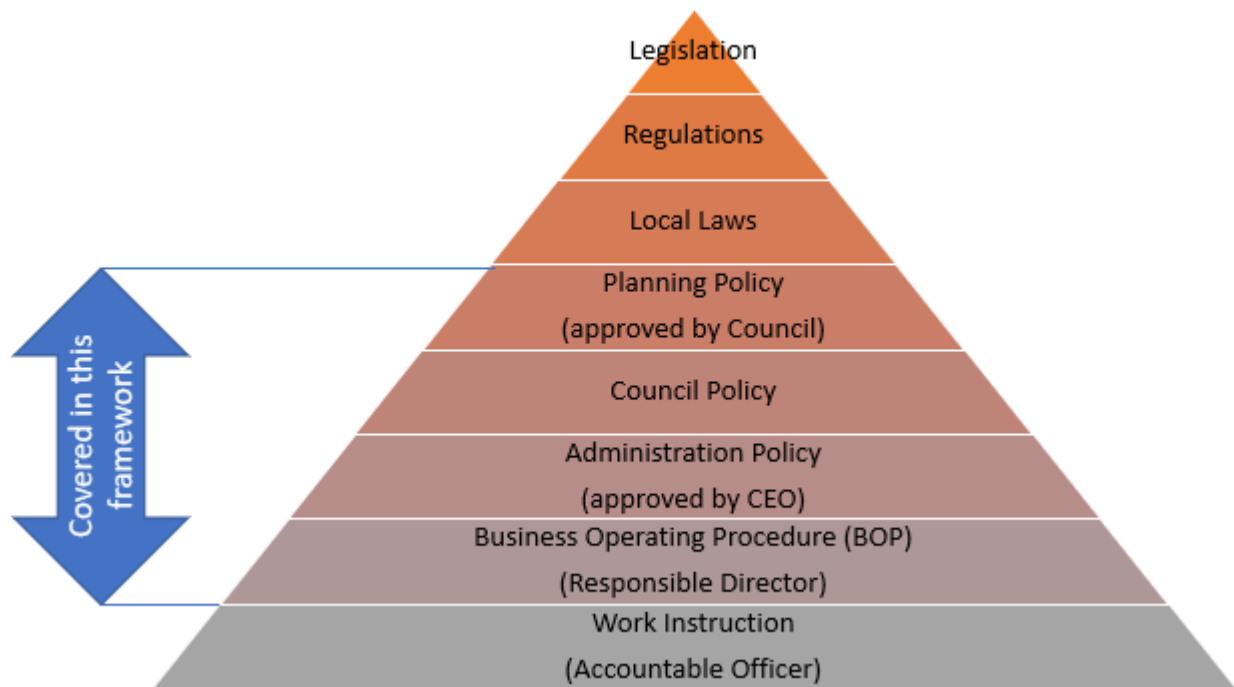 Legislation
Regulations
Local Laws
Planning Policy
(approved by Council)
Council Policy
Administration Policy
(approved by CEO)
Business Operating Procedure (BOP)
(Responsible Director)
Work Instruction
(Accountable Officer)
Covered in this
framework